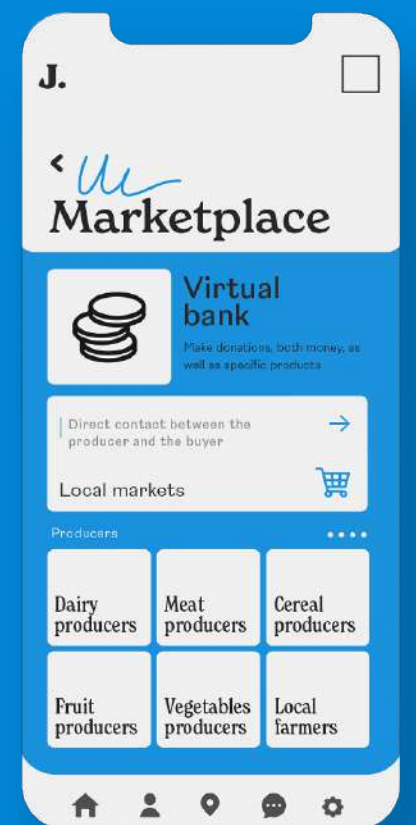 J.
Marketplace
Virtual
bank
Make donations, both money, as
well as specific products
Direct contact between the
producer and the buyer
Local markets
Producers
Dairy
producers
Meat
producers
Cereal
producers
Fruit
producers
Vegetables
producers
Local
farmers